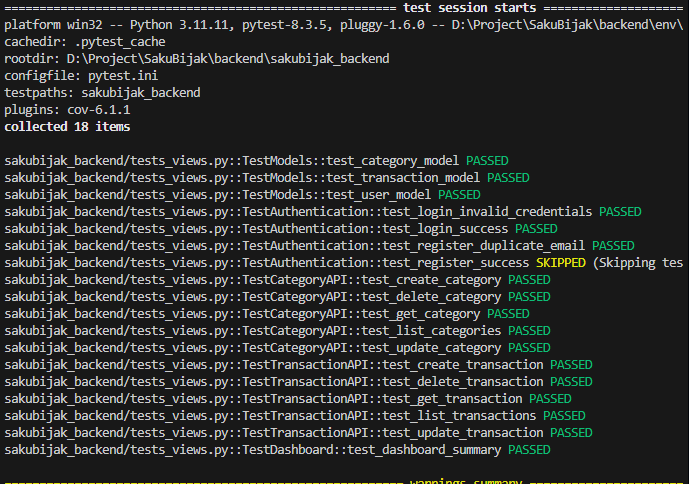 ============================================== test session starts ================
platform win32 -- Python 3.11.11, pytest-8.3.5, pluggy-1.6.0 -- D:\Project\SakuBijak\backend\env\
cachedir: .pytest_cache
rootdir: D:\Project\SakuBijak\backend\sakubijak_backend
configfile: pytest.ini
testpaths: sakubijak_backend
plugins: cov-6.1.1
collected 18 items
sakubijak_backend/tests_views.py::TestModels::test_category_model PASSED
sakubijak_backend/tests_views.py::TestModels::test_transaction_model PASSED
sakubijak_backend/tests_views.py::TestModels::test_user_model PASSED
sakubijak_backend/tests_views.py::TestAuthentication::test_login_invalid_credentials PASSED
sakubijak_backend/tests_views.py::TestAuthentication::test_login_success PASSED
sakubijak_backend/tests_views.py::TestAuthentication::test_register_duplicate_email PASSED
sakubijak_backend/tests_views.py::TestAuthentication::test_register_success SKIPPED (Skipping tes
sakubijak_backend/tests_views.py::TestCategoryAPI::test_create_category PASSED
sakubijak_backend/tests_views.py::TestCategoryAPI::test_delete_category PASSED
sakubijak_backend/tests_views.py::TestCategoryAPI::test_get_category PASSED
sakubijak_backend/tests_views.py::TestCategoryAPI::test_list_categories PASSED
sakubijak_backend/tests_views.py::TestCategoryAPI::test_update_category PASSED
sakubijak_backend/tests_views.py::TestTransactionAPI::test_create_transaction PASSED
sakubijak_backend/tests_views.py::TestTransactionAPI::test_delete_transaction PASSED
sakubijak_backend/tests_views.py::TestTransactionAPI::test_get_transaction PASSED
sakubijak_backend/tests_views.py::TestTransactionAPI::test_list_transactions PASSED
sakubijak_backend/tests_views.py::TestTransactionAPI::test_update_transaction PASSED
sakubijak_backend/tests_views.py::TestDashboard::test_dashboard_summary PASSED
============================================== warnings summary ================